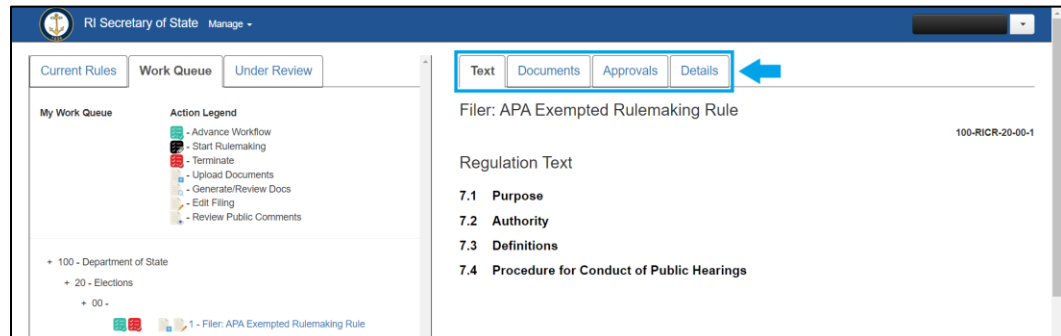 RI Secretary of State Manage
Current Rules Work Queue Under Review
My Work Queue
Action Legend
- Advance Workflow
- Start Rulemaking
- Terminate
- Upload Documents
- Generate/Review Docs
- Edit Filing
- Review Public Comments
+ 100 - Department of State
+ 20 - Elections
+ 00 -
1 - Filer: APA Exempted Rulemaking Rule
Text Documents Approvals Details
Filer: APA Exempted Rulemaking Rule
100-RICR-20-00-1
Regulation Text
7.1 Purpose
7.2 Authority
7.3 Definitions
7.4 Procedure for Conduct of Public Hearings